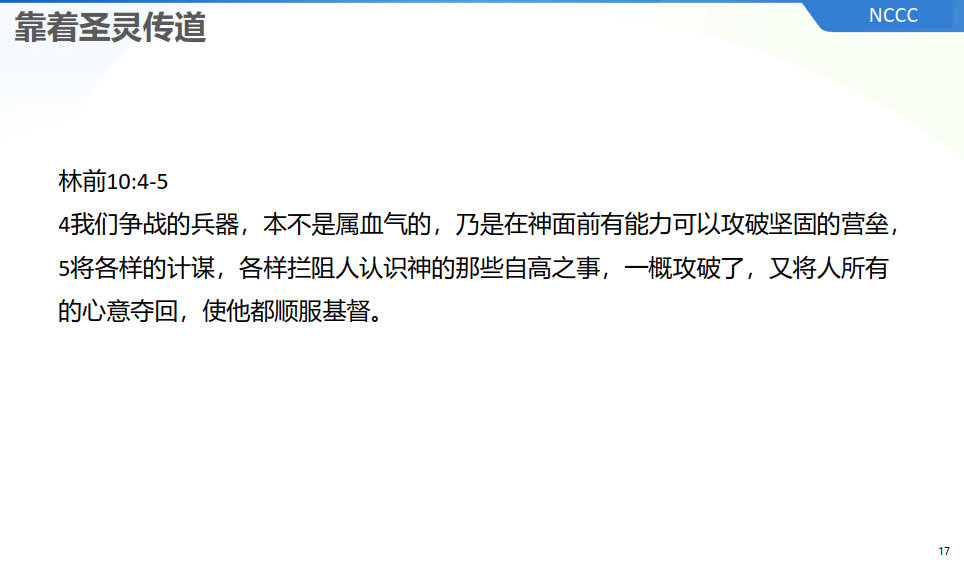 靠着圣灵传道
NCCC
林前10:4-5
4我们争战的兵器，本不是属血气的，乃是在神面前有能力可以攻破坚固的营垒，
5将各样的计谋，各样拦阻人认识神的那些自高之事，一概攻破了，又将人所有
的心意夺回，使他都顺服基督。
17